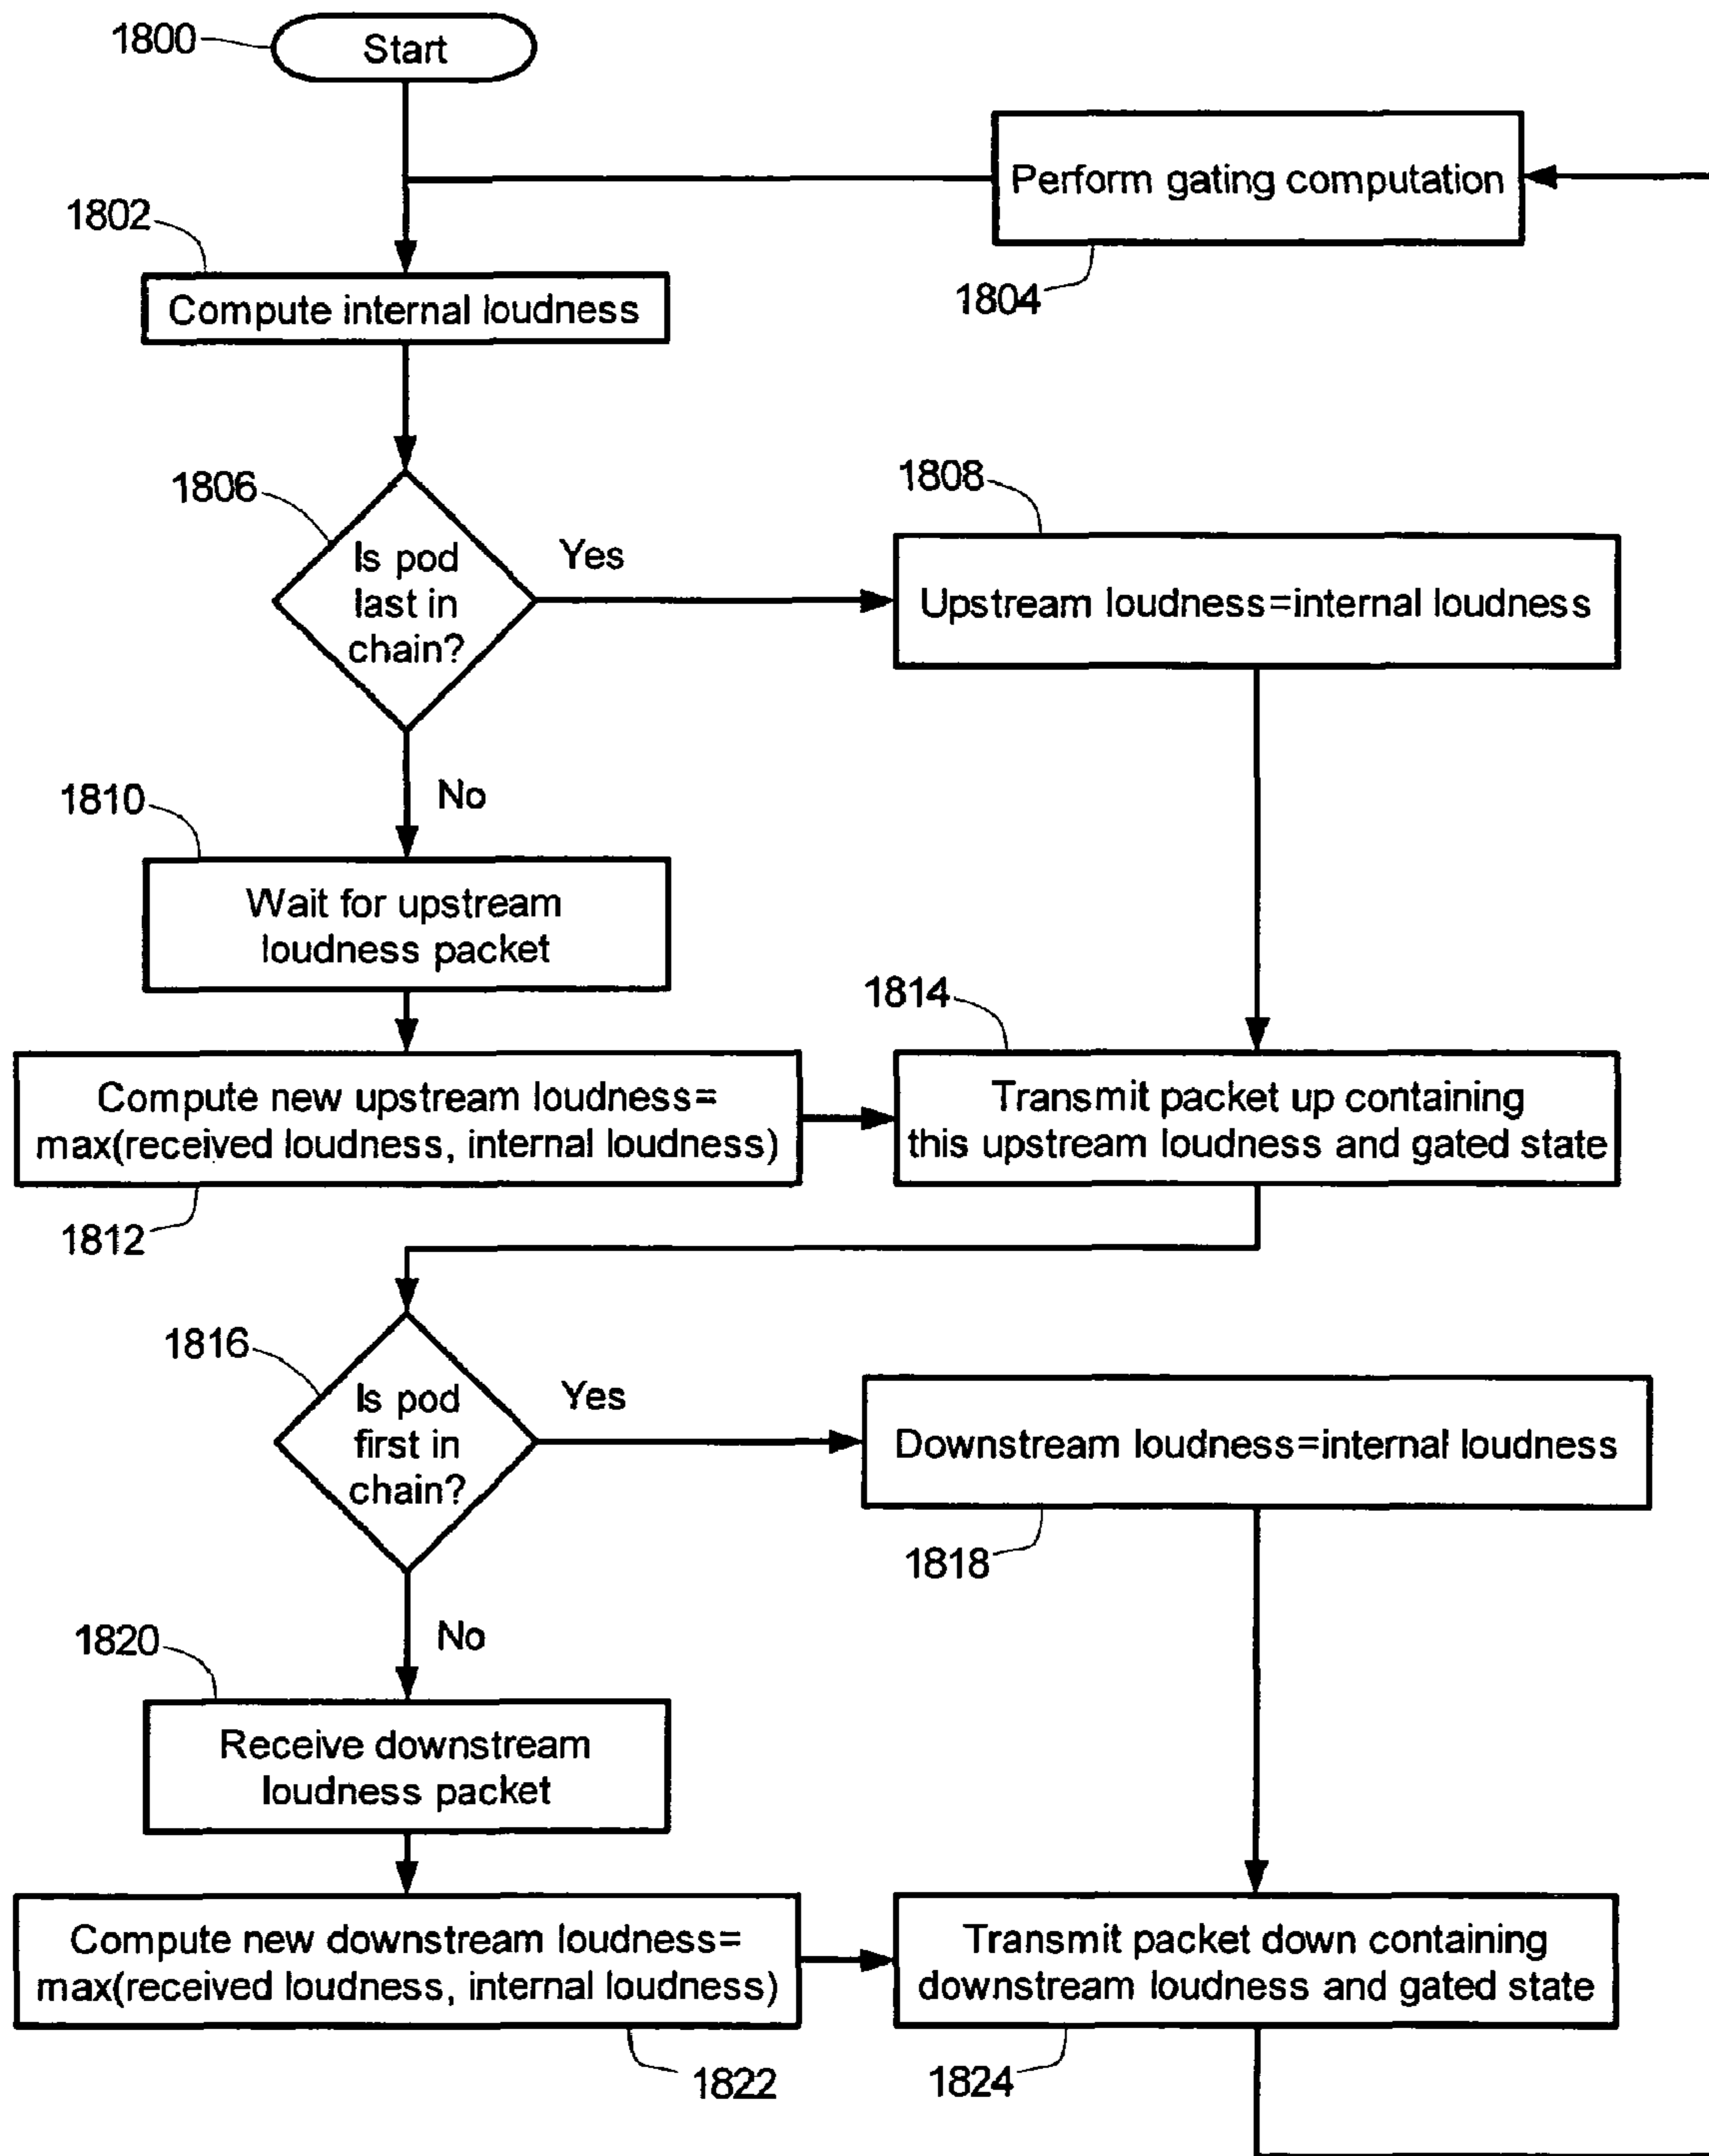 1800
Start
Perform gating computation
1802
1804
Compute internal loudness
1806
1808
Is pod
last in
chain?
Yes
Upstream loudness=internal loudness
No
1810
Wait for upstream
loudness packet
1814
Compute new upstream loudness=
max(received loudness, internal loudness)
Transmit packet up containing
this upstream loudness and gated state
1812
1816
Is pod
first in
chain?
Yes
Downstream loudness=internal loudness
1818
No
1820
Receive downstream
loudness packet
Compute new downstream loudness=
max(received loudness, internal loudness)
Transmit packet down containing
downstream loudness and gated state
1822
1824